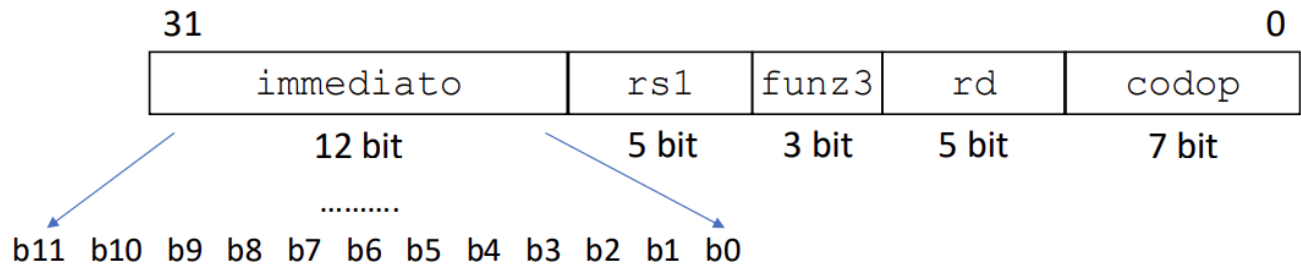 31 0
immediato rs1 funz3 rd codop
12 bit 5 bit 3 bit 5 bit 7 bit
..........
b11 b10 b9 b8 b7 b6 b5 b4 b3 b2 b1 b0